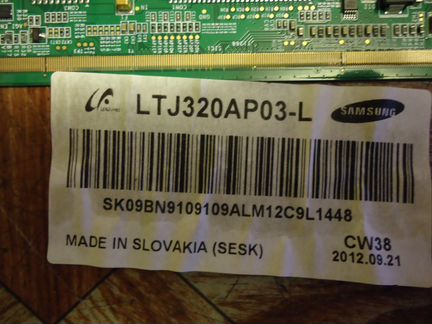 LTJ320AP03-L
SAMSUNG
SK09BN9109109ALM12C9L1448
MADE IN SLOVAKIA (SESK)
CW38
2012.09.21